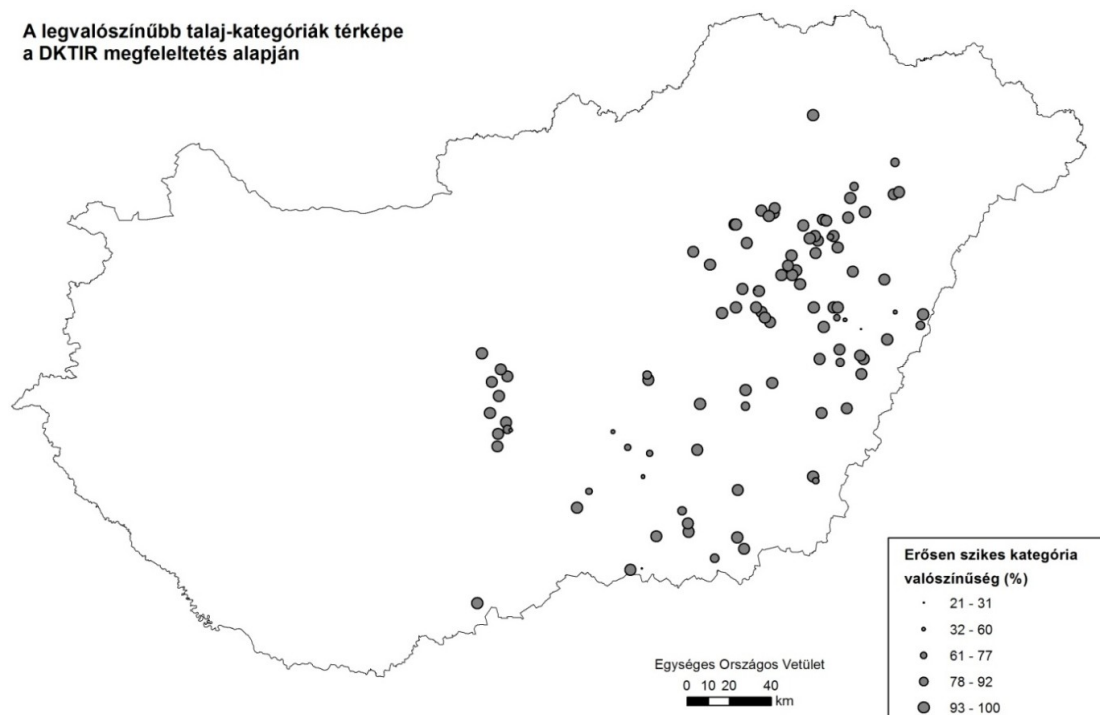 A legvalószínűbb talaj-kategóriák térképe
a DKTIR megfeleltetés alapján
Egységes Országos Vetület
0 10 20 40
km
Erősen szikes kategória
valószínűség (%)
21 - 31
32 - 60
61 - 77
78 - 92
93 - 100